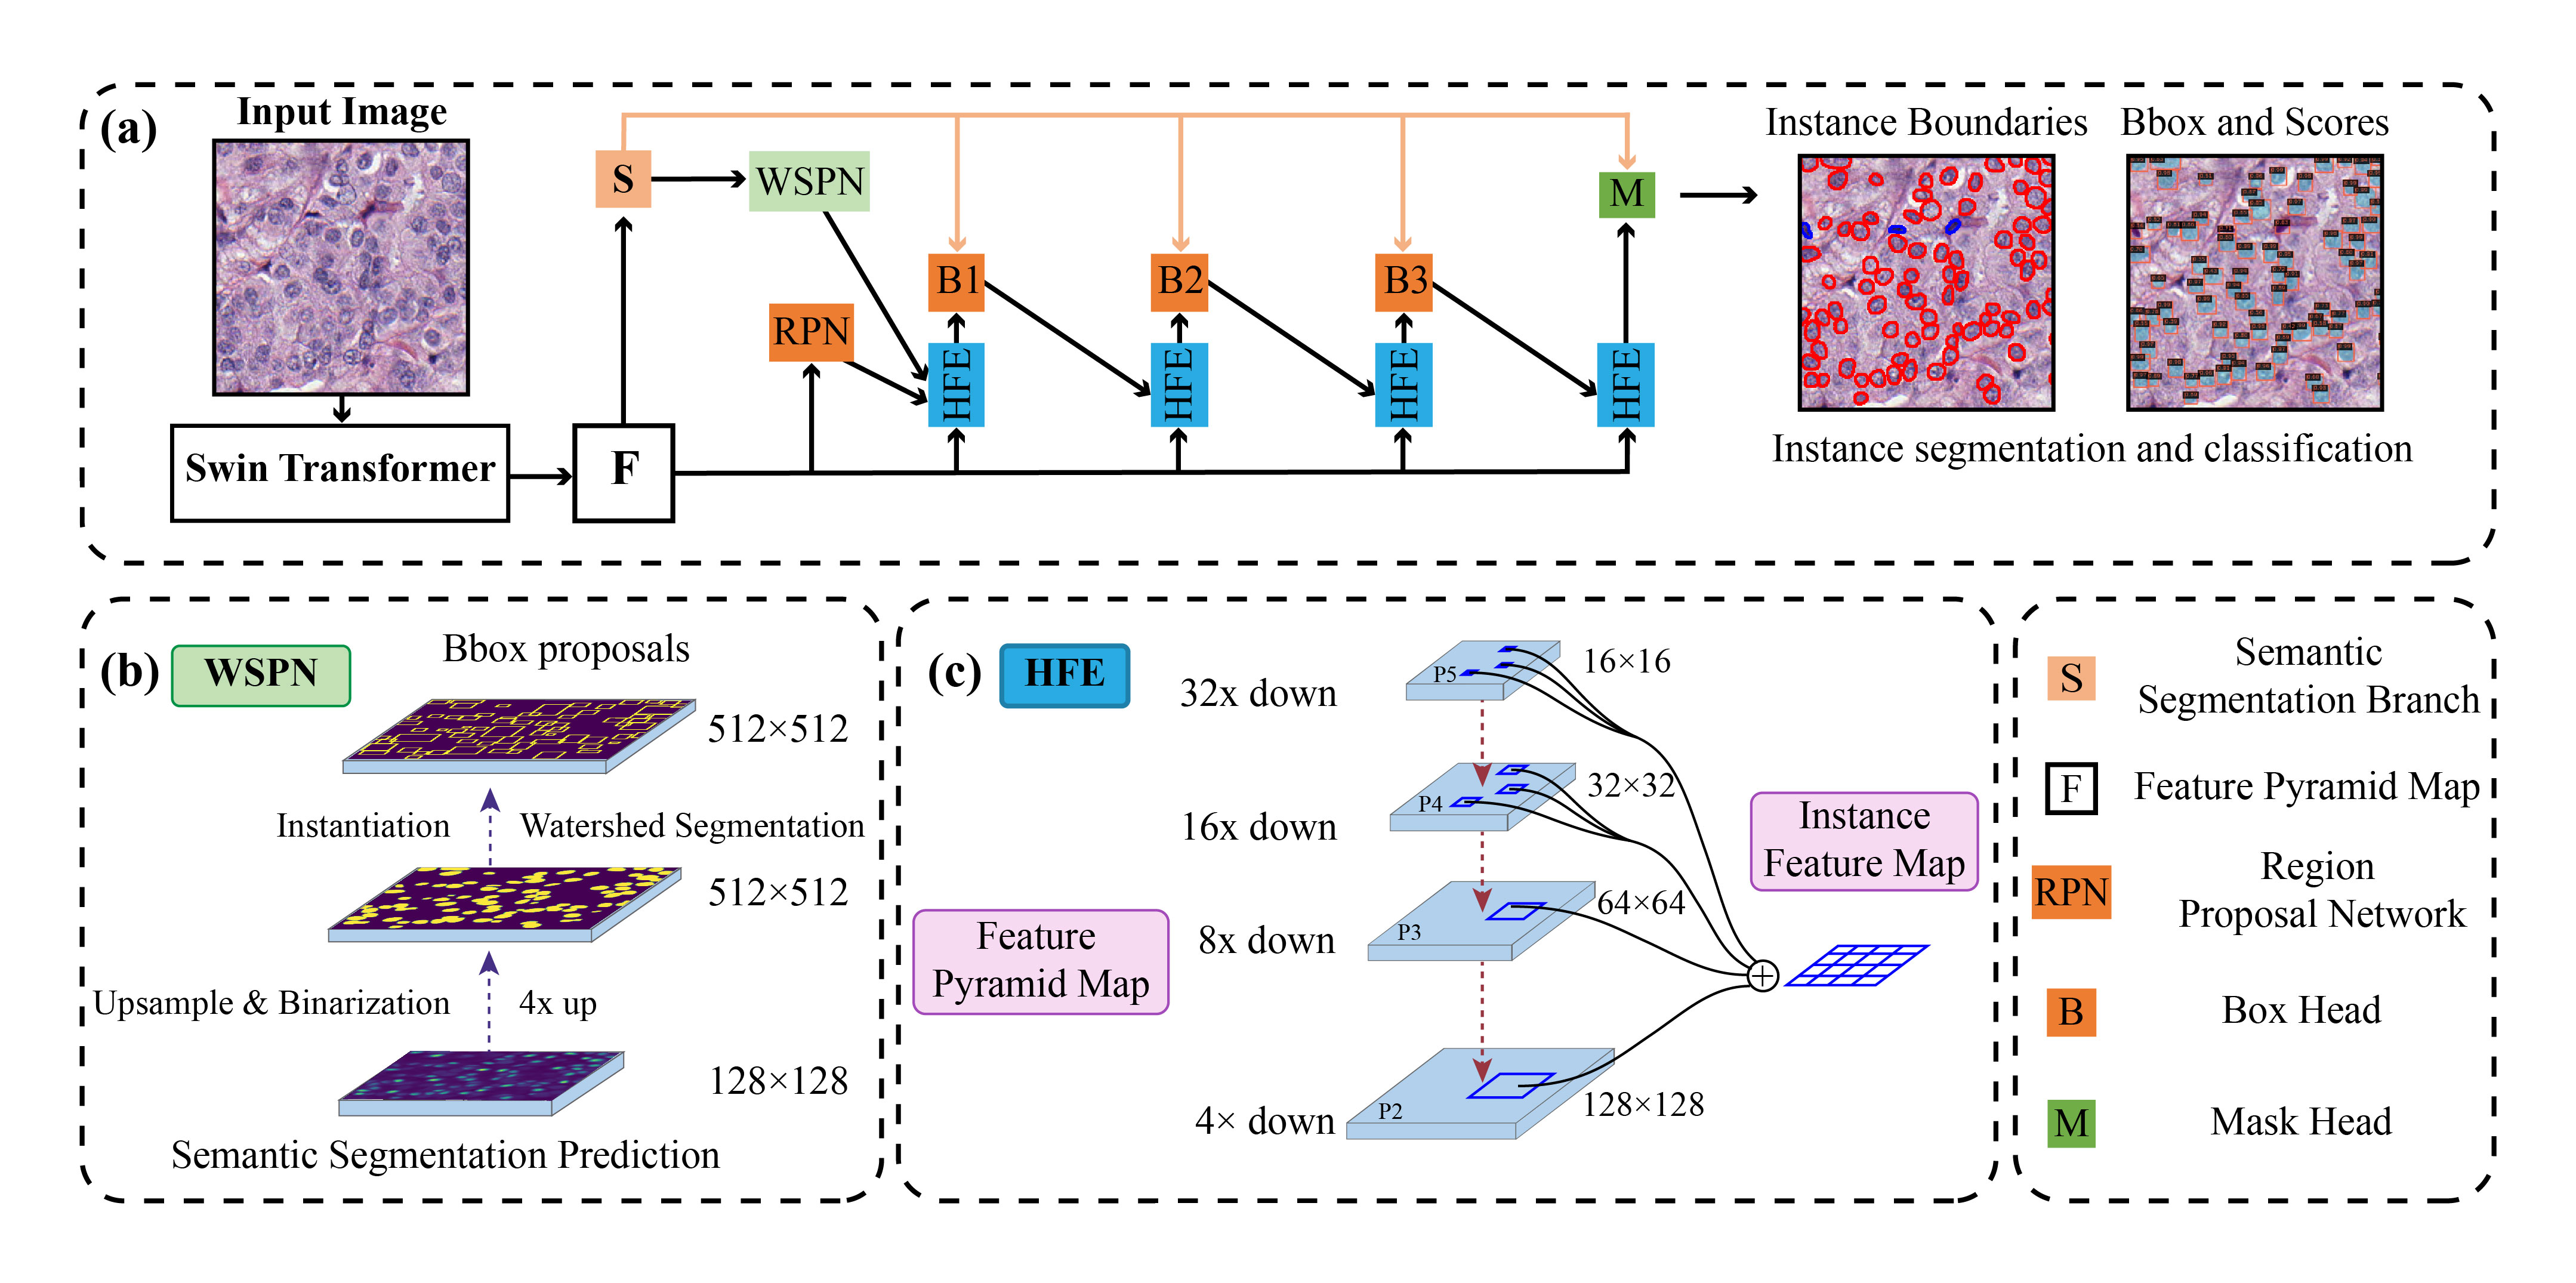 (a)
Input Image
Swin Transformer
F
S
WSPN
RPN
B1
B2
B3
M
HFE
HFE
HFE
HFE
Instance Boundaries
Bbox and Scores
Instance segmentation and classification
(b)
WSPN
Bbox proposals
512×512
Instantiation
Watershed Segmentation
512×512
Upsample & Binarization
4x up
128×128
Semantic Segmentation Prediction
(c)
HFE
32x down
P5
16×16
16x down
P4
32×32
8x down
P3
64×64
4× down
P2
128×128
Feature
Pyramid Map
Instance
Feature Map
S
Semantic
Segmentation Branch
F
Feature Pyramid Map
RPN
Region
Proposal Network
B
Box Head
M
Mask Head